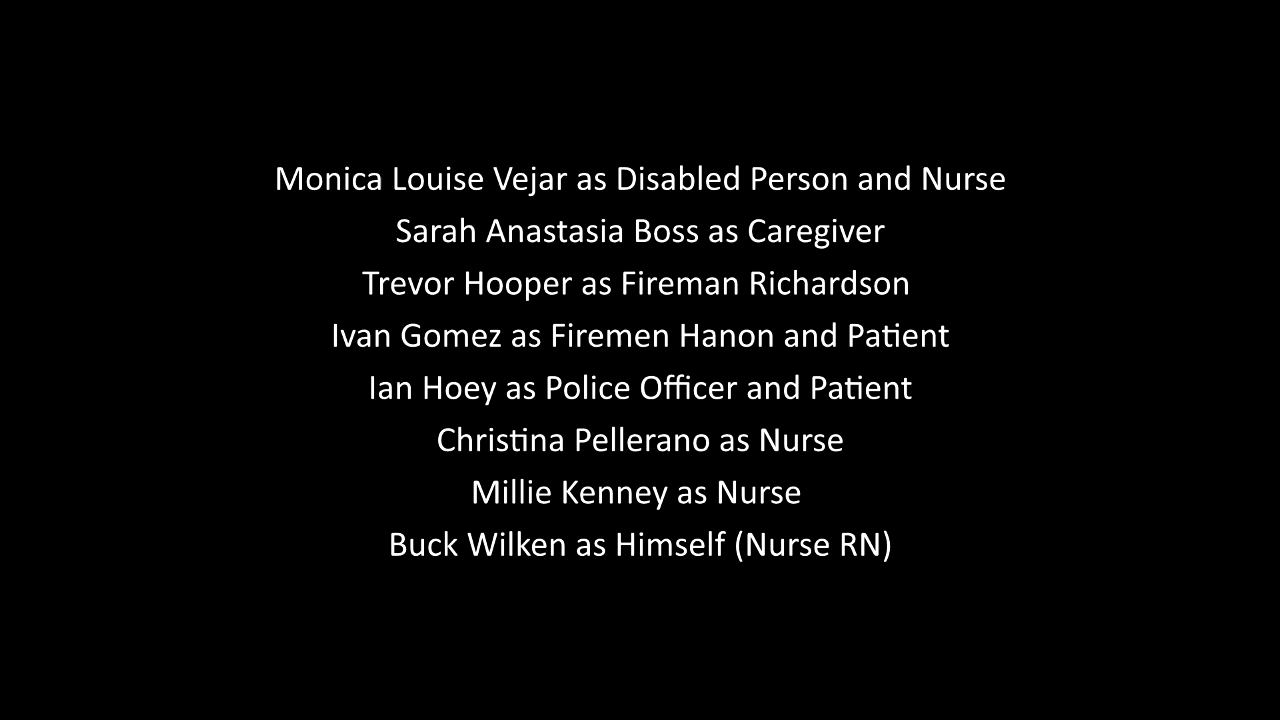 Monica Louise Vejar as Disabled Person and Nurse
Sarah Anastasia Boss as Caregiver
Trevor Hooper as Fireman Richardson
Ivan Gomez as Firemen Hanon and Patient
Ian Hoey as Police Officer and Patient
Christina Pellerano as Nurse
Millie Kenney as Nurse
Buck Wilken as Himself (Nurse RN)